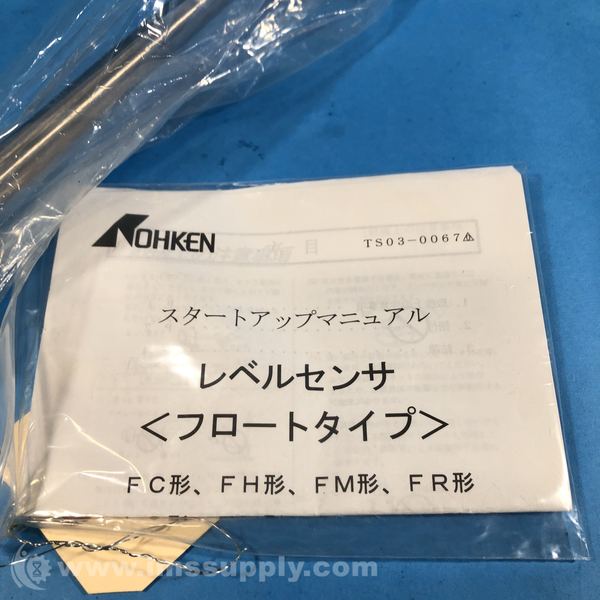 NOHKEN
TS03-0067
スタートアップマニュアル
レベルセンサ
<フロートタイプ>
FC形、FH形、FM形、FR形
www.imssupply.com